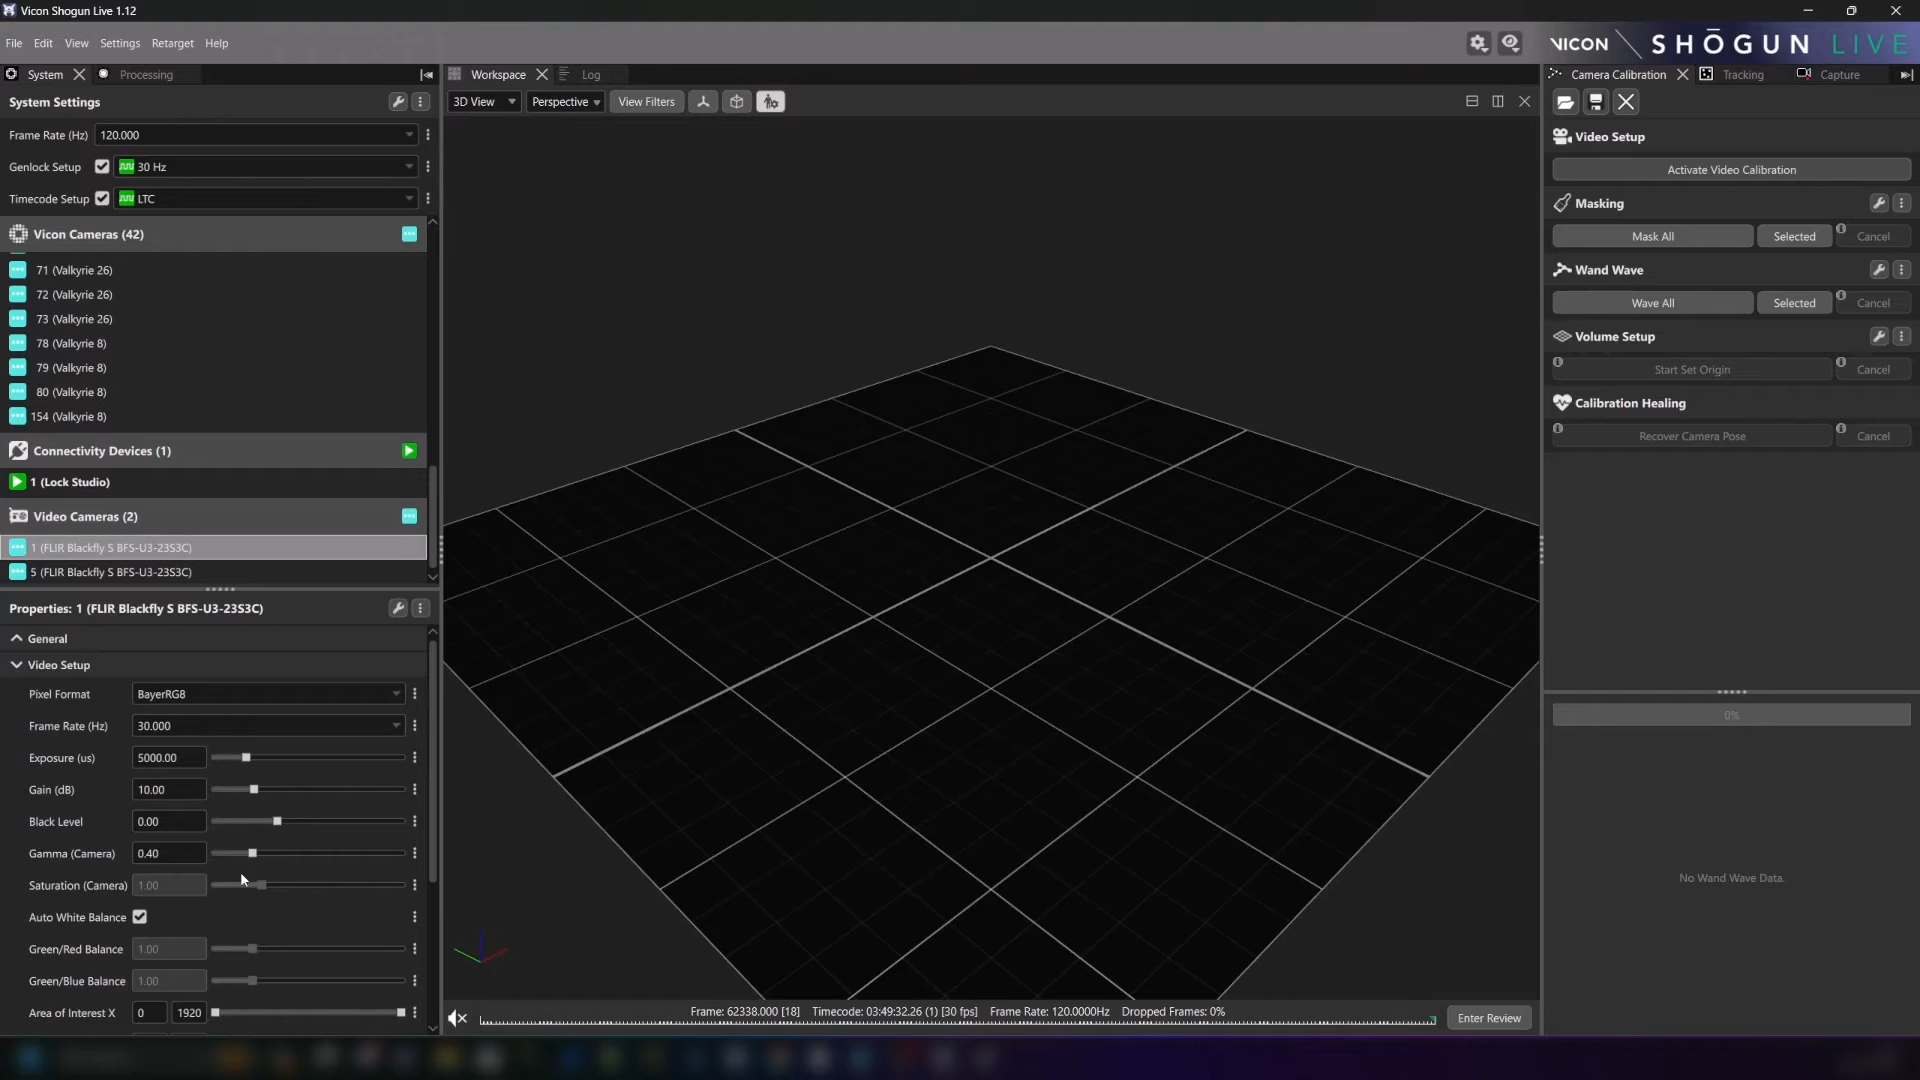 Vicon Shogun Live 1.12
File Edit View Settings Retarget Help
VICON SHŌGUN LIVE
System Processing
Workspace Log
Camera Calibration Tracking Capture
System Settings
3D View Perspective View Filters
Frame Rate (Hz) 120.000
Genlock Setup 30 Hz
Timecode Setup LTC
Vicon Cameras (42)
71 (Valkyrie 26)
72 (Valkyrie 26)
73 (Valkyrie 26)
78 (Valkyrie 8)
79 (Valkyrie 8)
80 (Valkyrie 8)
154 (Valkyrie 8)
Connectivity Devices (1)
1 (Lock Studio)
Video Cameras (2)
1 (FLIR Blackfly S BFS-U3-23S3C)
5 (FLIR Blackfly S BFS-U3-23S3C)
Properties: 1 (FLIR Blackfly S BFS-U3-23S3C)
General
Video Setup
Pixel Format BayerRG8
Frame Rate (Hz) 30.000
Exposure (us) 5000.00
Gain (dB) 10.00
Black Level 0.00
Gamma (Camera) 0.40
Saturation (Camera) 1.00
Auto White Balance
Green/Red Balance 1.00
Green/Blue Balance 1.00
Area of Interest X 0 1920
Frame: 62338.000 [18] Timecode: 03:49:32.26 (1) [30 fps] Frame Rate: 120.0000Hz Dropped Frames: 0%
Enter Review
Video Setup
Activate Video Calibration
Masking
Mask All Selected Cancel
Wand Wave
Wave All Selected Cancel
Volume Setup
Start Set Origin Cancel
Calibration Healing
Recover Camera Pose Cancel
0%
No Wand Wave Data.